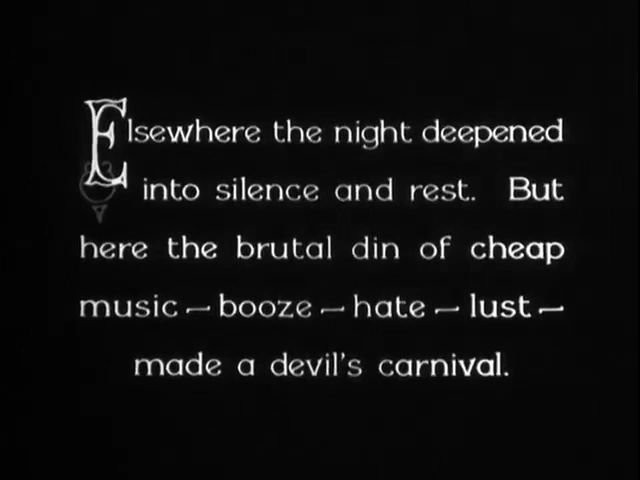 Elsewhere the night deepened
into silence and rest. But
here the brutal din of cheap
music — booze — hate — lust —
made a devil's carnival.